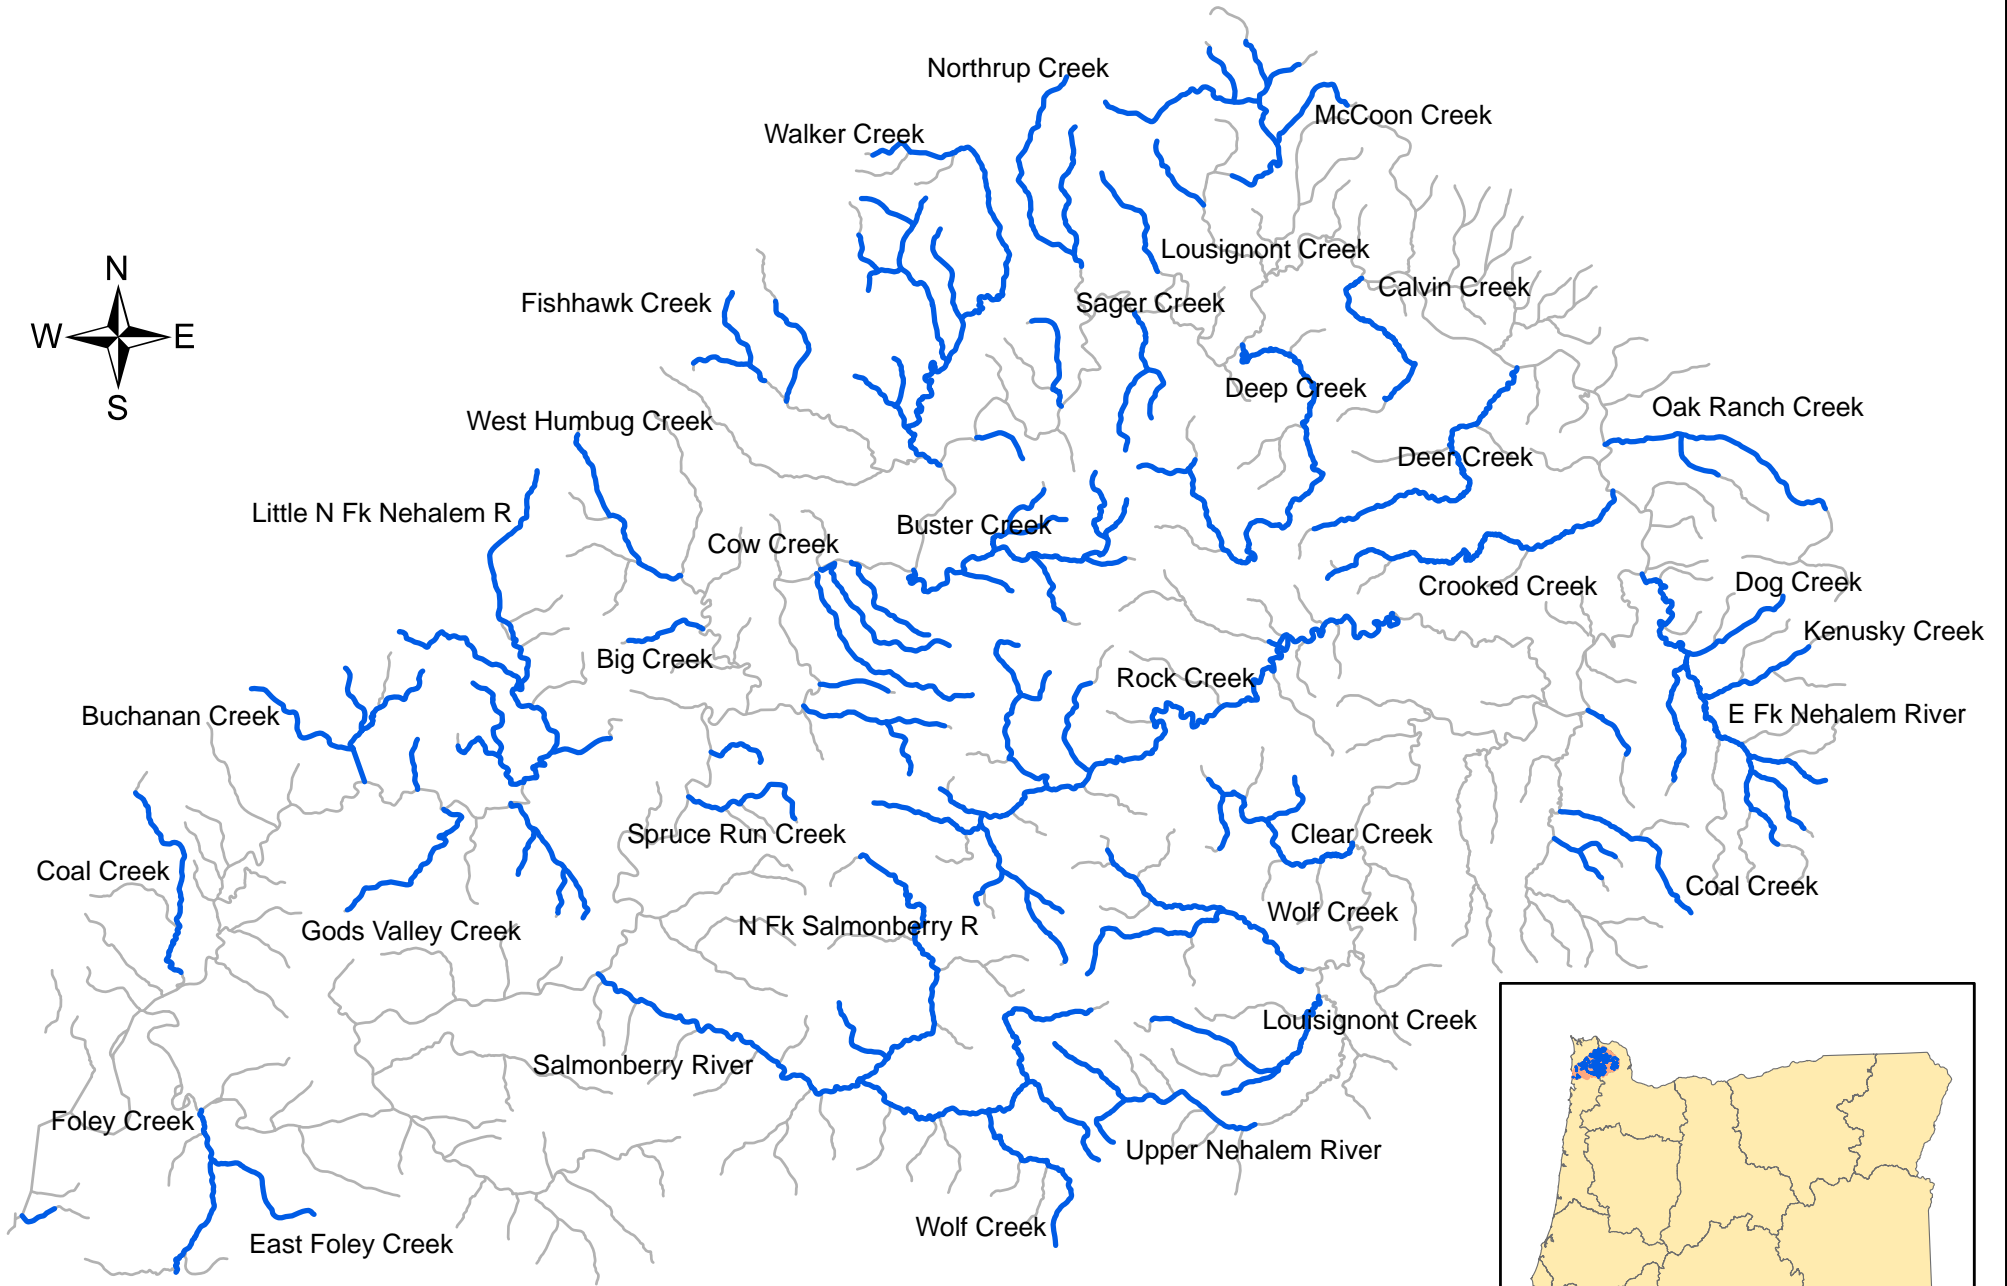 Northrup Creek
McCoon Creek
Walker Creek
Lousignont Creek
N
Calvin Creek
Fishhawk Creek
Sager Creek
W
E
Deep Creek
S
Oak Ranch Creek
West Humbug Creek
Deer Creek
Little N Fk Nehalem R
Buster Creek
Cow Creek
Dog Creek
Crooked Creek
Kenusky Creek
Big Creek
Rock Creek
Buchanan Creek
E Fk Nehalem River
Spruce Run Creek
Clear Creek
Coal Creek
Coal Creek
Wolf Creek
N Fk Salmonberry R
Gods Valley Creek
Louisignont Creek
Salmonberry River
Foley Creek
Upper Nehalem River
Wolf Creek
East Foley Creek